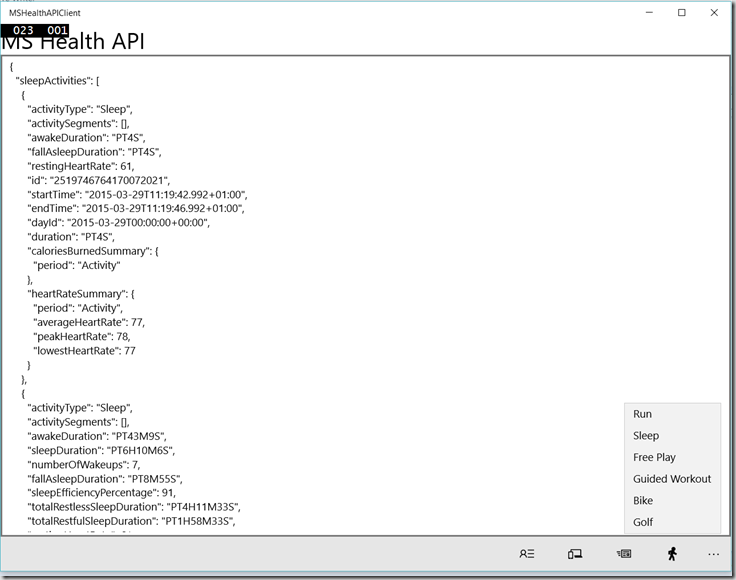 MSHealthAPIClient
023 001
MS Health API
{
"sleepActivities": [
{
"activityType": "Sleep",
"activitySegments": [],
"awakeDuration": "PT4S",
"fallAsleepDuration": "PT4S",
"restingHeartRate": 61,
"id": "2519746764170072021",
"startTime": "2015-03-29T11:19:42.992+01:00",
"endTime": "2015-03-29T11:19:46.992+01:00",
"dayId": "2015-03-29T00:00:00+00:00",
"duration": "PT4S",
"caloriesBurnedSummary": {
"period": "Activity"
},
"heartRateSummary": {
"period": "Activity",
"averageHeartRate": 77,
"peakHeartRate": 78,
"lowestHeartRate": 77
}
},
{
"activityType": "Sleep",
"activitySegments": [],
"awakeDuration": "PT43M9S",
"sleepDuration": "PT6H10M6S",
"numberOfWakeups": 7,
"fallAsleepDuration": "PT8M55S",
"sleepEfficiencyPercentage": 91,
"totalRestlessSleepDuration": "PT4H11M33S",
"totalRestfulSleepDuration": "PT1H58M33S",
Run
Sleep
Free Play
Guided Workout
Bike
Golf